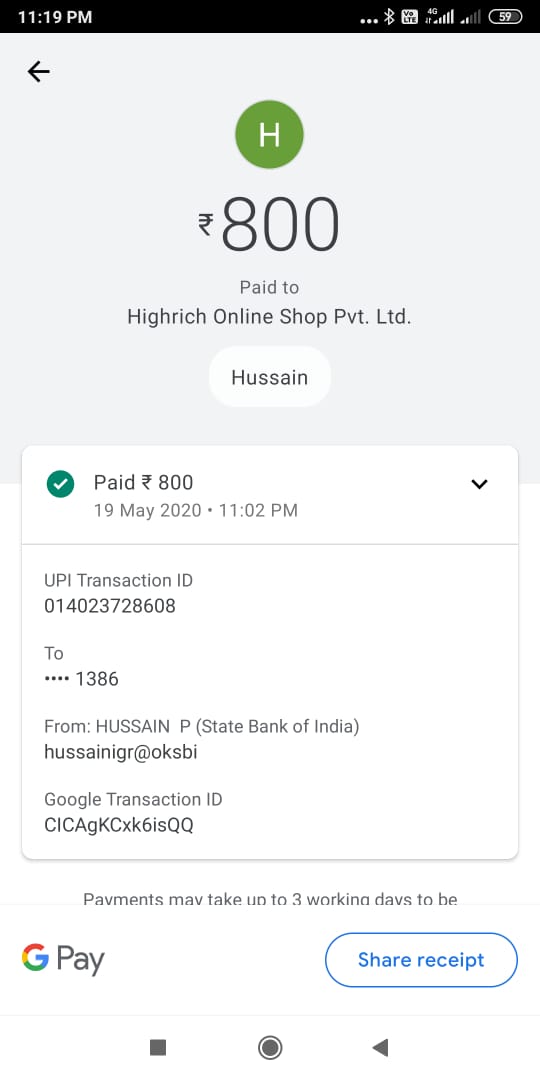 11:19 PM
Vo LTE 4G 59
H
₹800
Paid to
Highrich Online Shop Pvt. Ltd.
Hussain
Paid ₹ 800
19 May 2020 • 11:02 PM
UPI Transaction ID
014023728608
To
•••• 1386
From: HUSSAIN  P (State Bank of India)
hussainigr@oksbi
Google Transaction ID
CICAgKCxk6isQQ
Payments may take up to 3 working days to be
G Pay
Share receipt